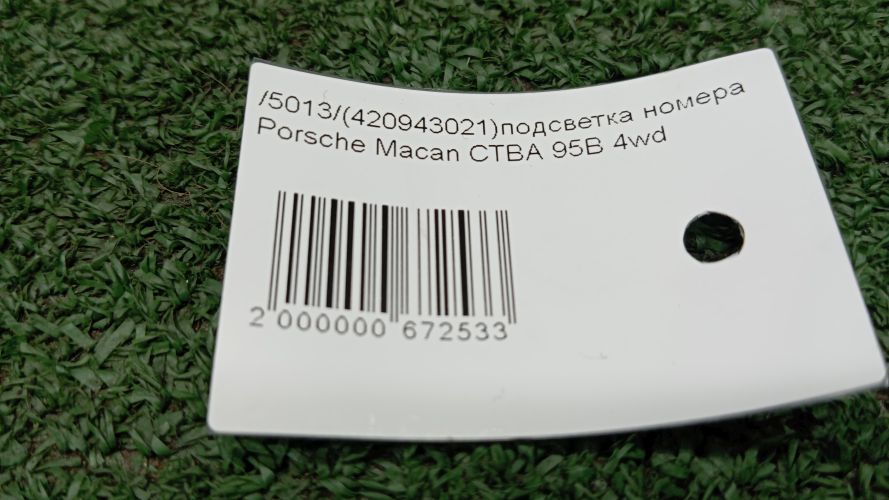 /5013/(420943021)подсветка номера
Porsche Macan CTBA 95B 4wd
2 000000 672533